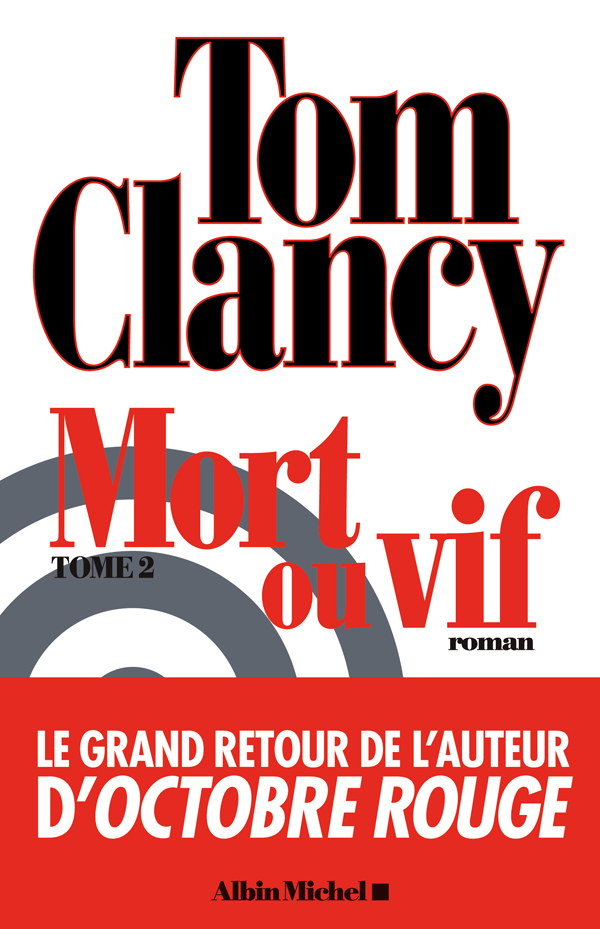 Tom
Clancy
Mort
ou vif
TOME 2
roman
LE GRAND RETOUR DE L'AUTEUR
D'OCTOBRE ROUGE
Albin Michel